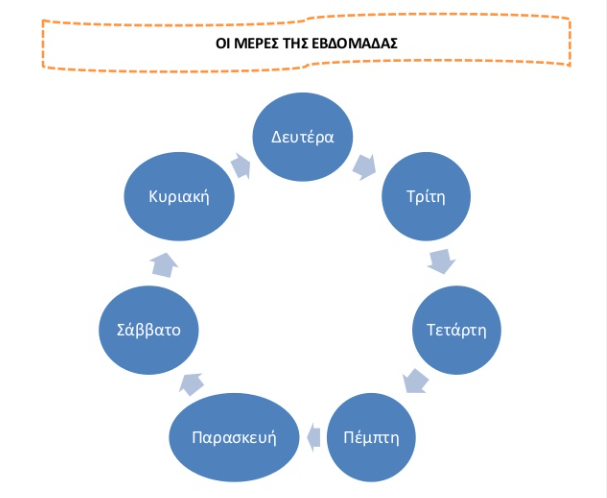 ΟΙ ΜΕΡΕΣ ΤΗΣ ΕΒΔΟΜΑΔΑΣ
Δευτέρα
Τρίτη
Τετάρτη
Πέμπτη
Παρασκευή
Σάββατο
Κυριακή